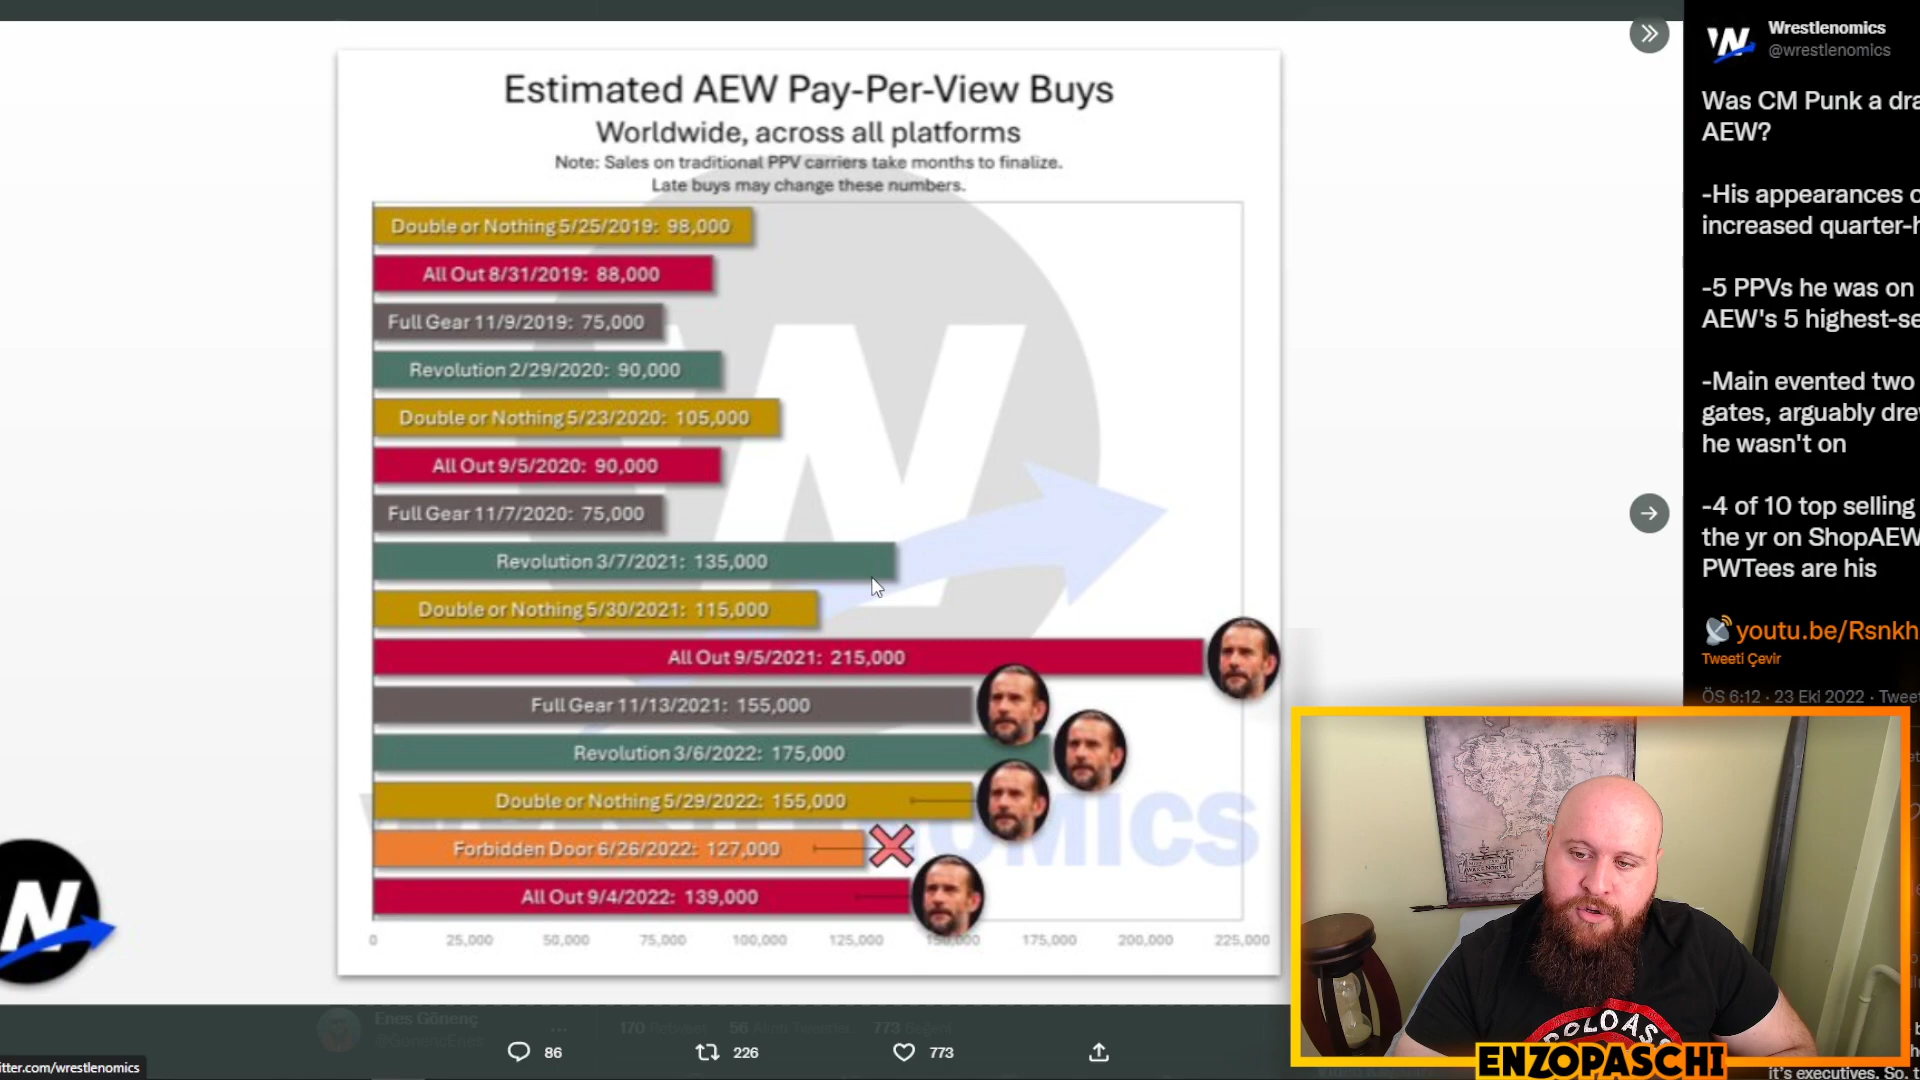 Estimated AEW Pay-Per-View Buys
Worldwide, across all platforms
Note: Sales on traditional PPV carriers take months to finalize.
Late buys may change these numbers.
Double or Nothing 5/25/2019: 98,000
All Out 8/31/2019: 88,000
Full Gear 11/9/2019: 75,000
Revolution 2/29/2020: 90,000
Double or Nothing 5/23/2020: 105,000
All Out 9/5/2020: 90,000
Full Gear 11/7/2020: 75,000
Revolution 3/7/2021: 135,000
Double or Nothing 5/30/2021: 115,000
All Out 9/5/2021: 215,000
Full Gear 11/13/2021: 155,000
Revolution 3/6/2022: 175,000
Double or Nothing 5/29/2022: 155,000
Forbidden Door 6/26/2022: 127,000
All Out 9/4/2022: 139,000
0 25,000 50,000 75,000 100,000 125,000 150,000 175,000 200,000 225,000
Enes Gönenç
86 226 773
itter.com/wrestlenomics
Wrestlenomics
@wrestlenomics
Was CM Punk a dra
AEW?
-His appearances o
increased quarter-h
-5 PPVs he was on
AEW's 5 highest-se
-Main evented two
gates, arguably drew
he wasn't on
-4 of 10 top selling
the yr on ShopAEW
PWTees are his
youtu.be/Rsnkh
Tweeti Çevir
ÖS 6:12 · 23 Eki 2022 · Tweet
OLOAS
ENZOPASCHI
it's executives. So, t